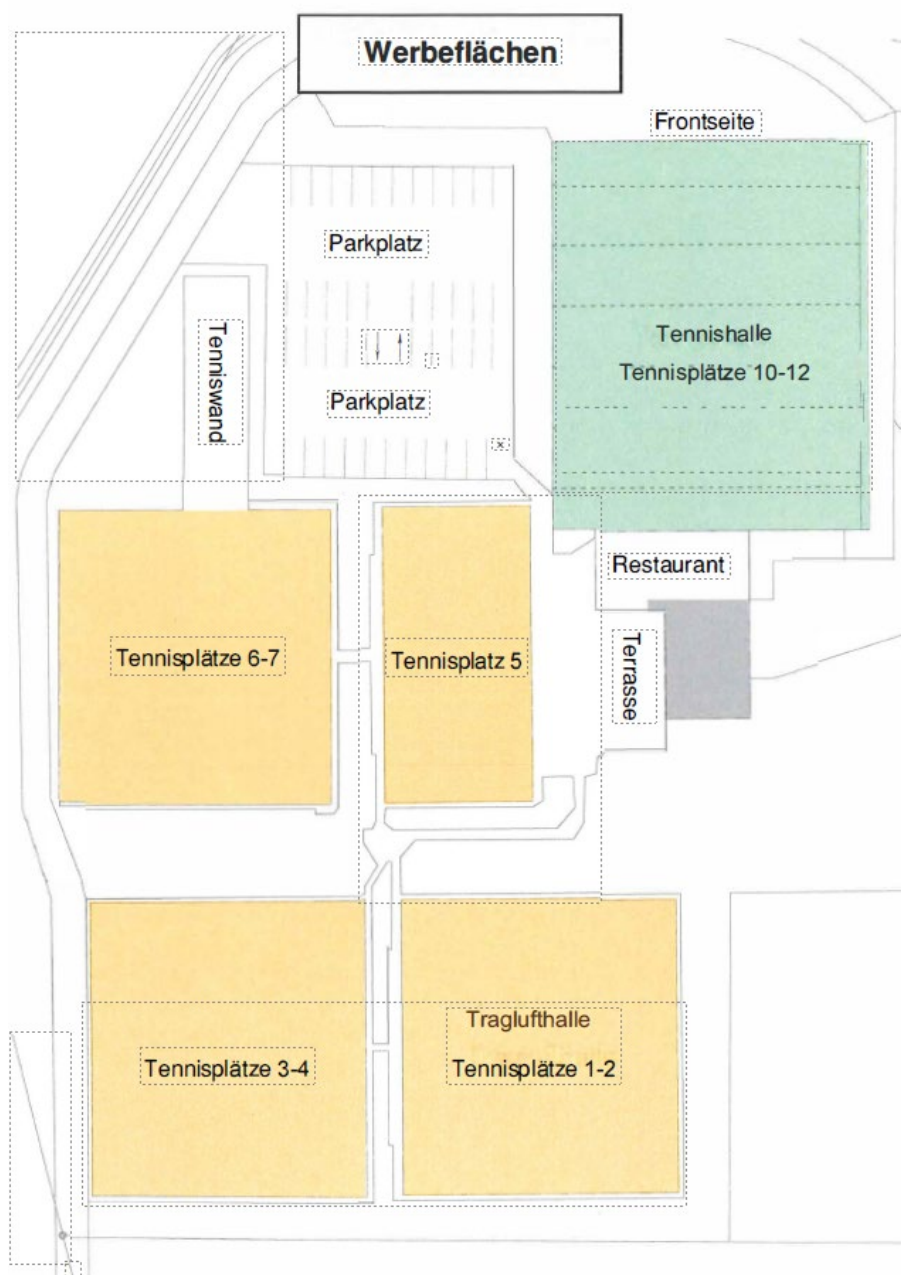 Werbeflächen
Frontseite
Parkplatz
Tennishalle
Tennisplätze 10-12
Tenniswand
Parkplatz
Restaurant
Tennisplätze 6-7
Tennisplatz 5
Terrasse
Traglufthalle
Tennisplätze 3-4
Tennisplätze 1-2